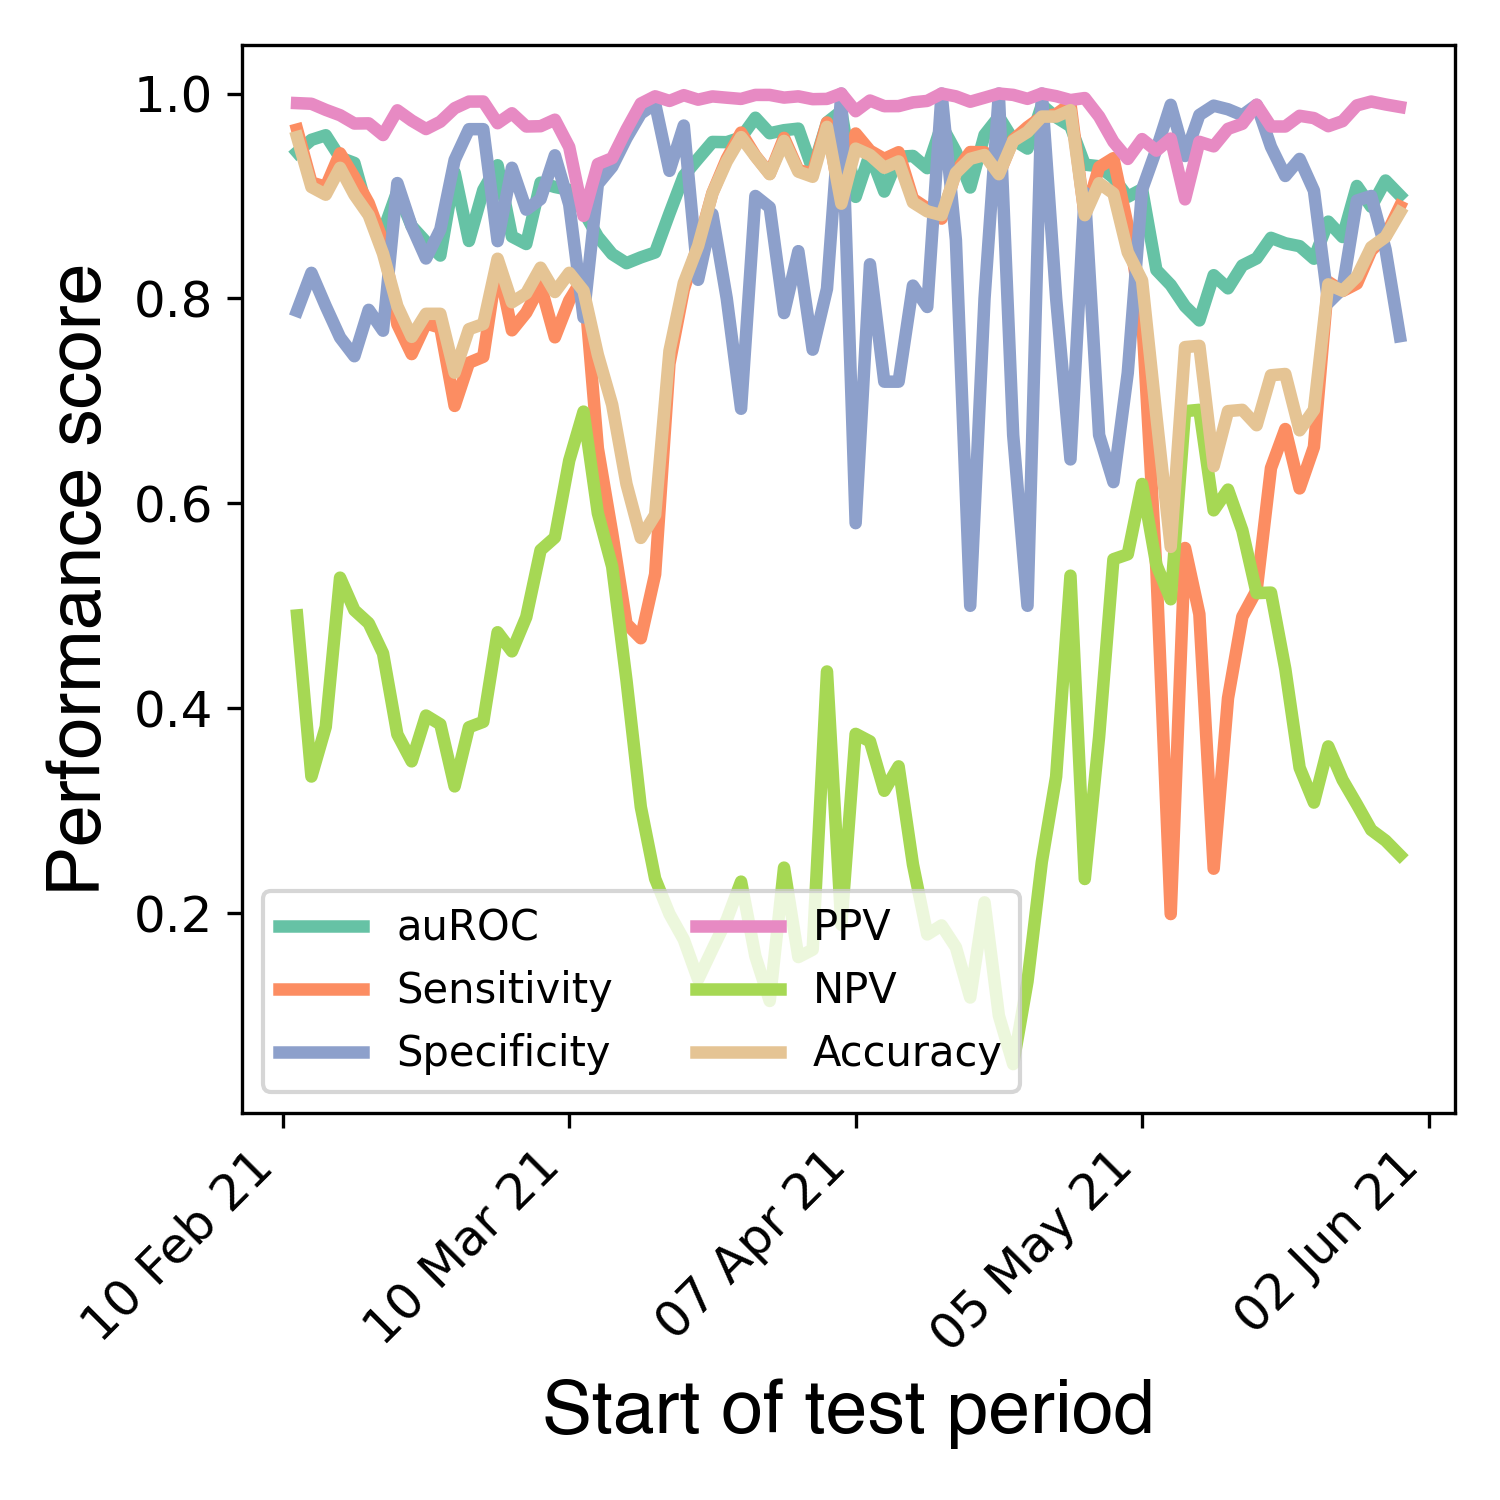 1.0
0.8
0.6
0.4
0.2
Performance score
auROC
Sensitivity
Specificity
PPV
NPV
Accuracy
10 Feb 21
10 Mar 21
07 Apr 21
05 May 21
02 Jun 21
Start of test period